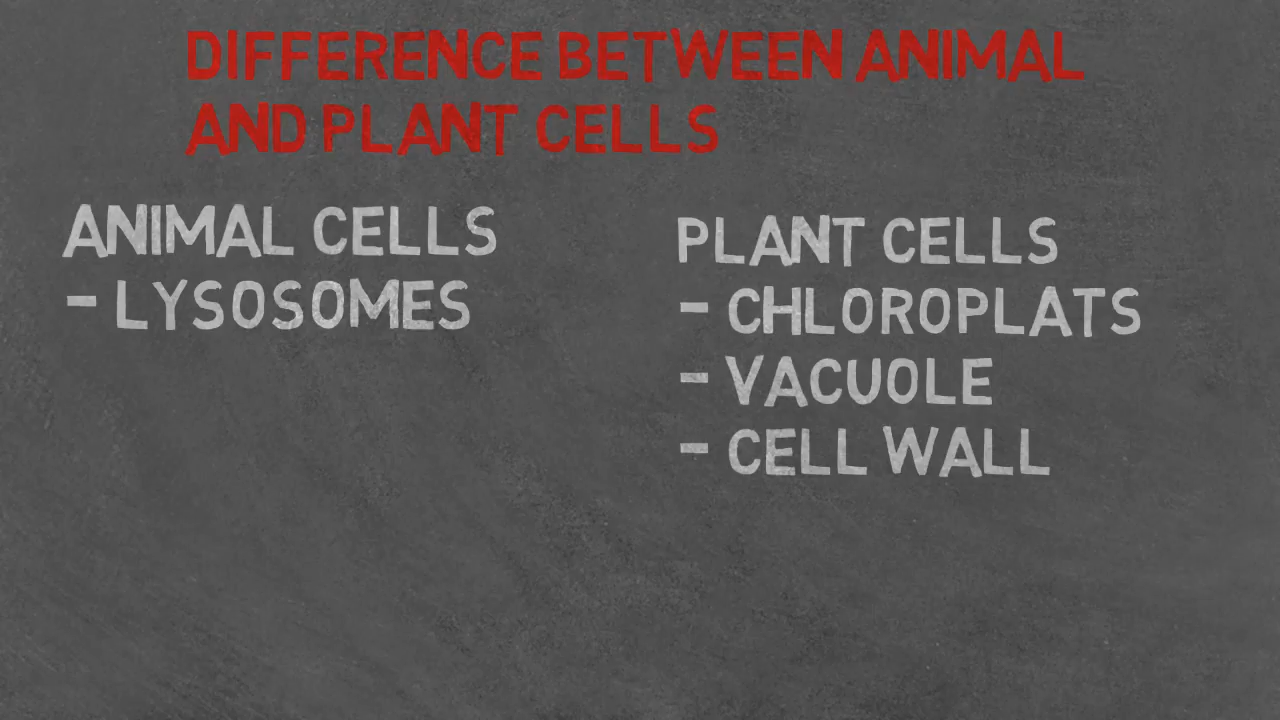 DIFFERENCE BETWEEN ANIMAL
AND PLANT CELLS
ANIMAL CELLS
- LYSOSOMES
PLANT CELLS
- CHLOROPLATS
- VACUOLE
- CELL WALL